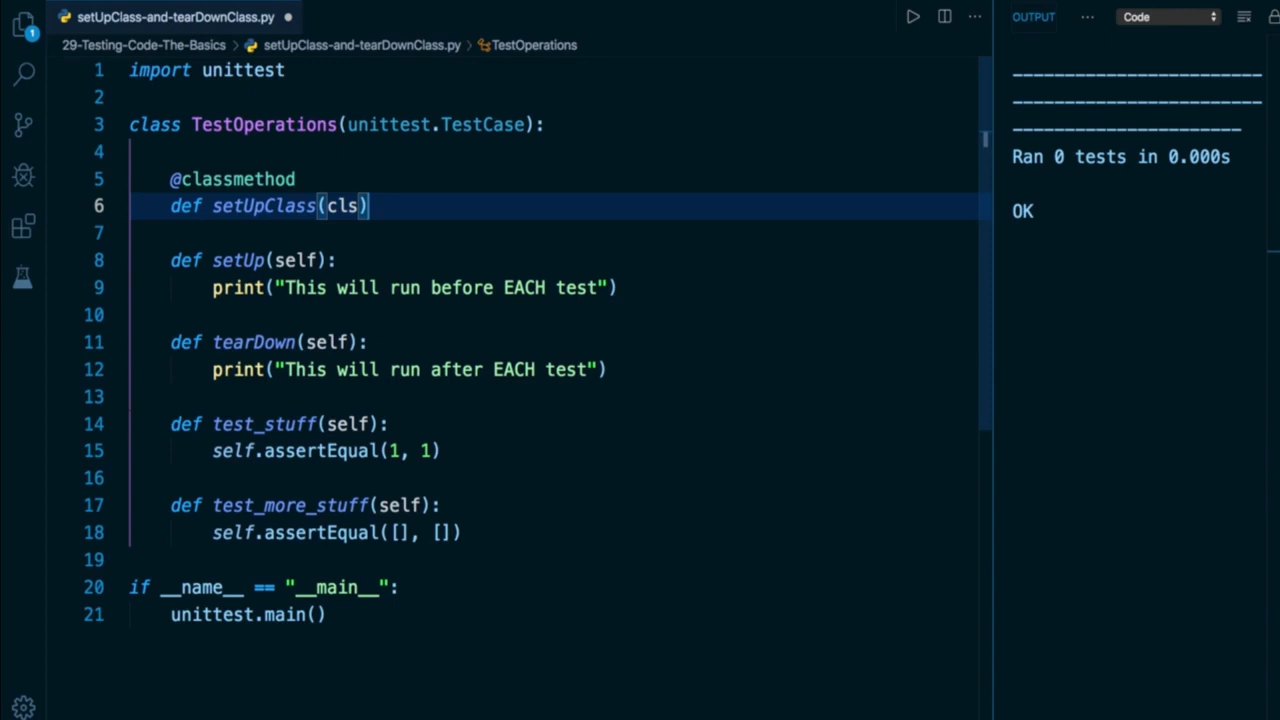 setUpClass-and-tearDownClass.py
OUTPUT ... Code
29-Testing-Code-The-Basics > setUpClass-and-tearDownClass.py > TestOperations
1 import unittest
2
3 class TestOperations(unittest.TestCase):
4
5 @classmethod
6 def setUpClass(cls)
7
8 def setUp(self):
9 print("This will run before EACH test")
10
11 def tearDown(self):
12 print("This will run after EACH test")
13
14 def test_stuff(self):
15 self.assertEqual(1, 1)
16
17 def test_more_stuff(self):
18 self.assertEqual([], [])
19
20 if __name__ == "__main__":
21 unittest.main()
1
------------------------
------------------------
----------------------
Ran 0 tests in 0.000s
OK